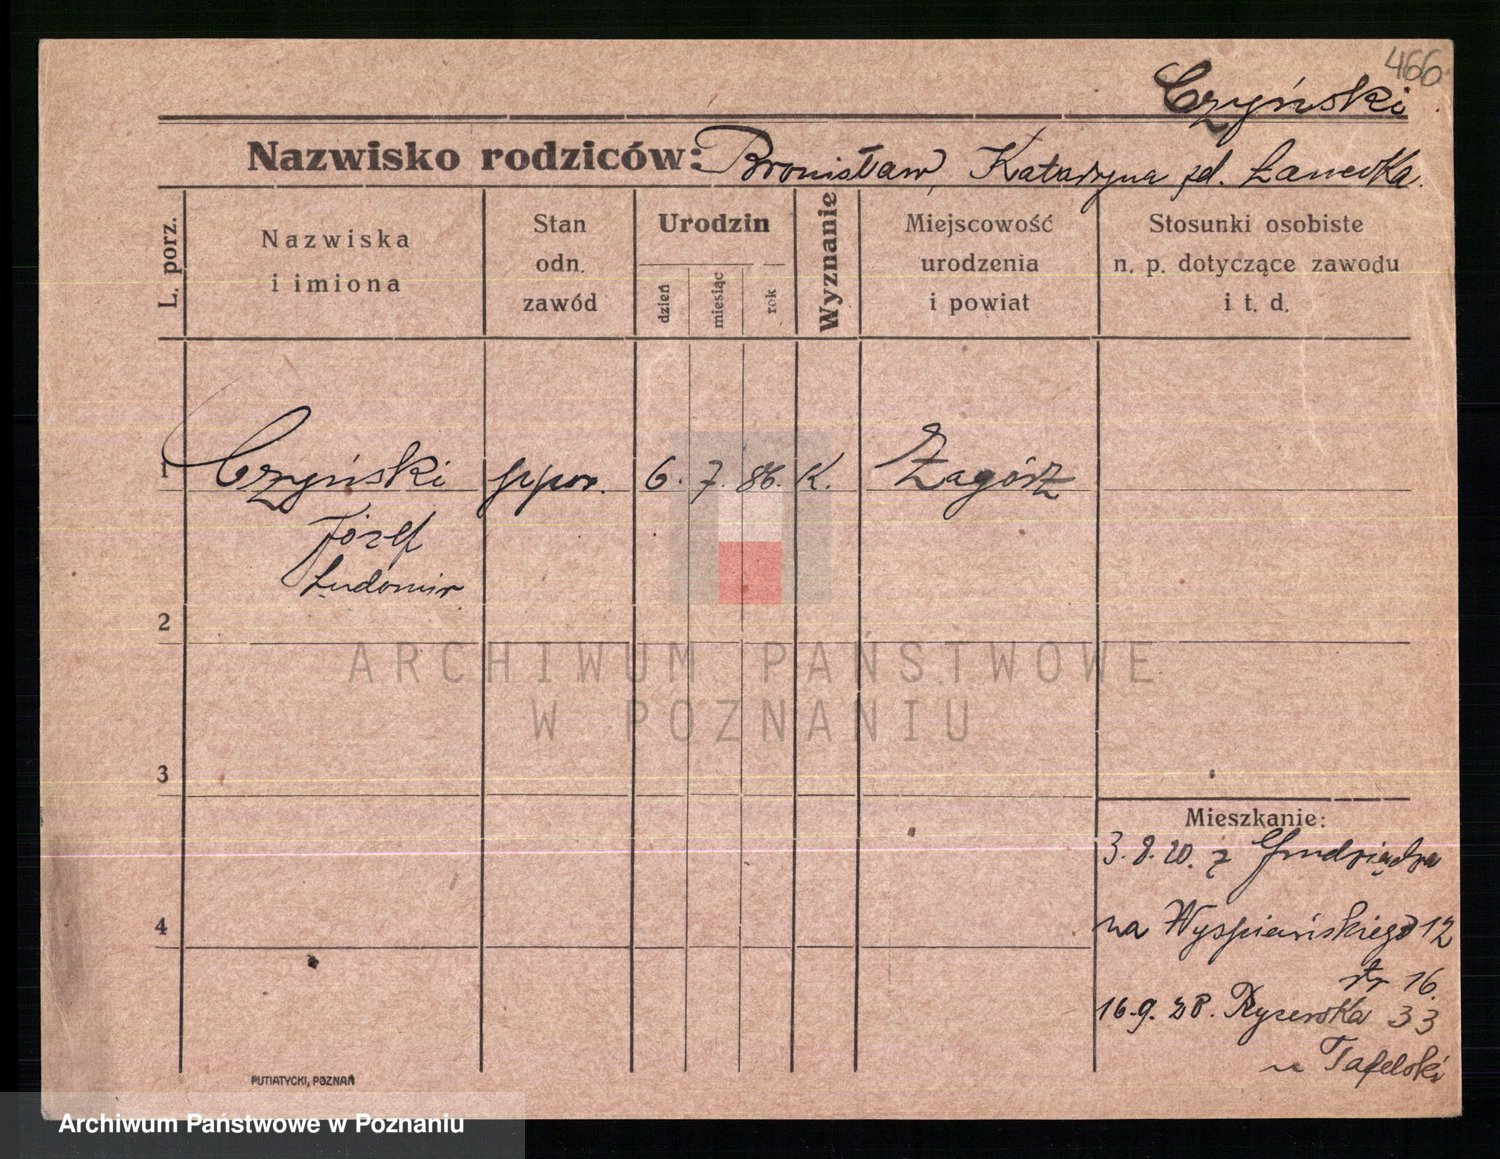 466.
Czyński
Nazwisko rodziców: Bronisław, Katarzyna zd. Łanecka
L. porz.
Nazwiska
i imiona
Stan
odn.
zawód
Urodzin
dzień
miesiąc
rok
Wyznanie
Miejscowość
urodzenia
i powiat
Stosunki osobiste
n. p. dotyczące zawodu
i t. d.
1 Czyński ppor. 6. 7. 86. K. Zagórz
Józef
Ludomir
2
ARCHIWUM PAŃSTWOWE
W POZNANIU
3
Mieszkanie:
3.8.20. z Grudziądza
4
na Wyspiańskiego 12
16.
16.9. Ryserska 33
u Tafelski
PUTIATYCKI, POZNAŃ
Archiwum Państwowe w Poznaniu